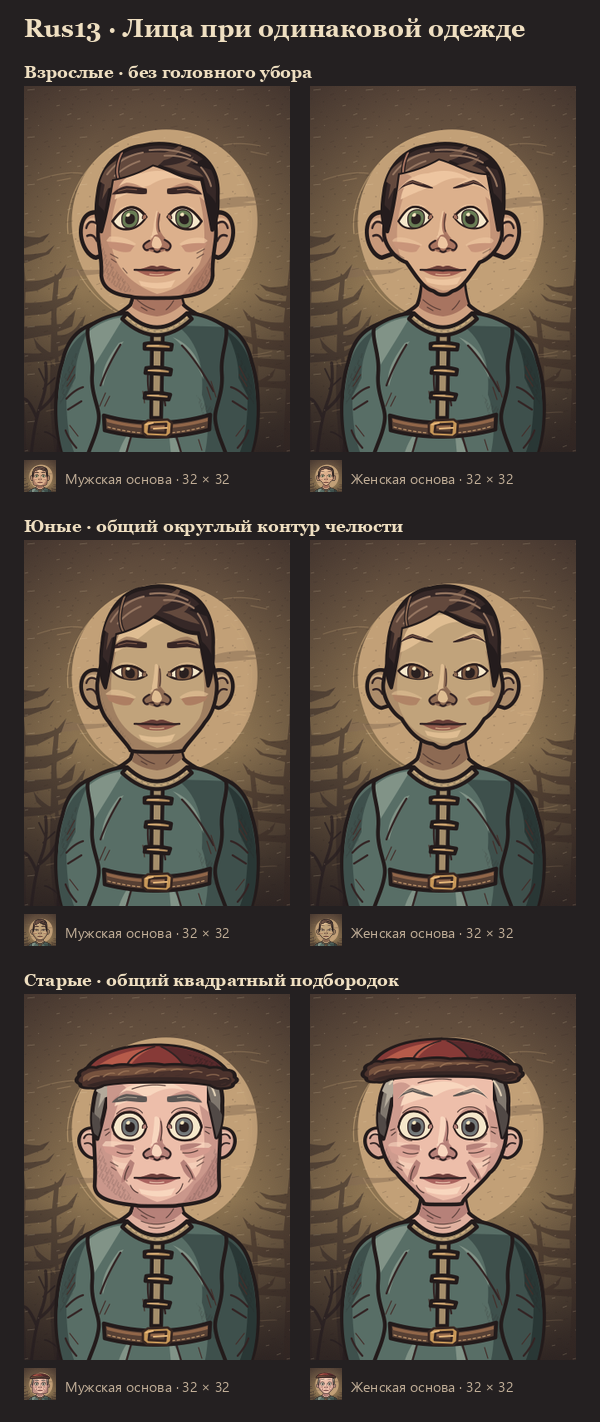 Rus13 · Лица при одинаковой одежде
Взрослые · без головного убора
Мужская основа · 32 × 32
Женская основа · 32 × 32
Юные · общий округлый контур челюсти
Мужская основа · 32 × 32
Женская основа · 32 × 32
Старые · общий квадратный подбородок
Мужская основа · 32 × 32
Женская основа · 32 × 32